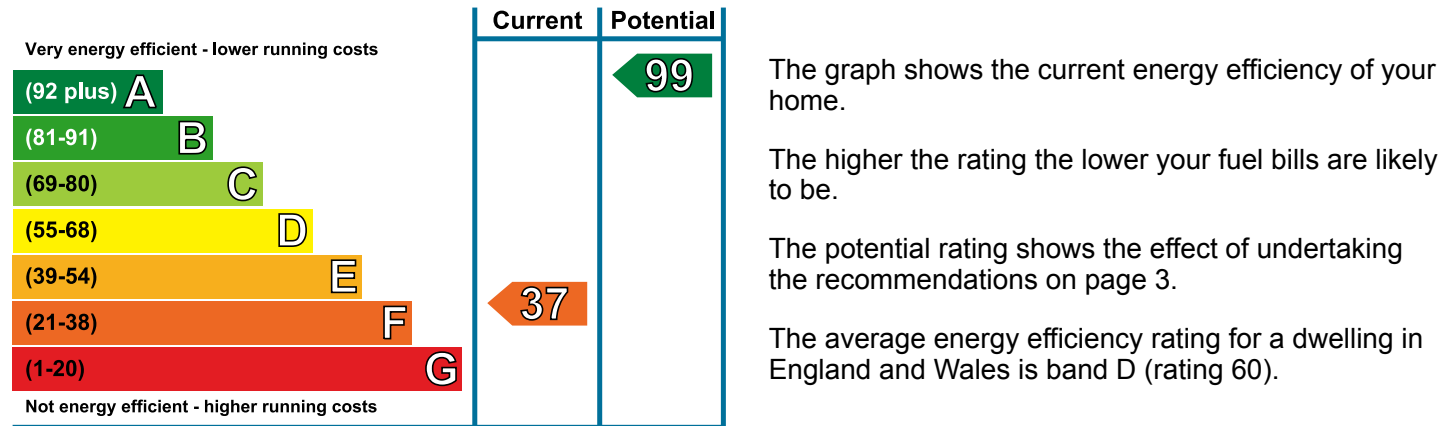 Current Potential
Very energy efficient - lower running costs
(92 plus) A
99
(81-91) B
(69-80) C
(55-68) D
(39-54) E
37
(21-38) F
(1-20) G
Not energy efficient - higher running costs
The graph shows the current energy efficiency of your
home.
The higher the rating the lower your fuel bills are likely
to be.
The potential rating shows the effect of undertaking
the recommendations on page 3.
The average energy efficiency rating for a dwelling in
England and Wales is band D (rating 60).